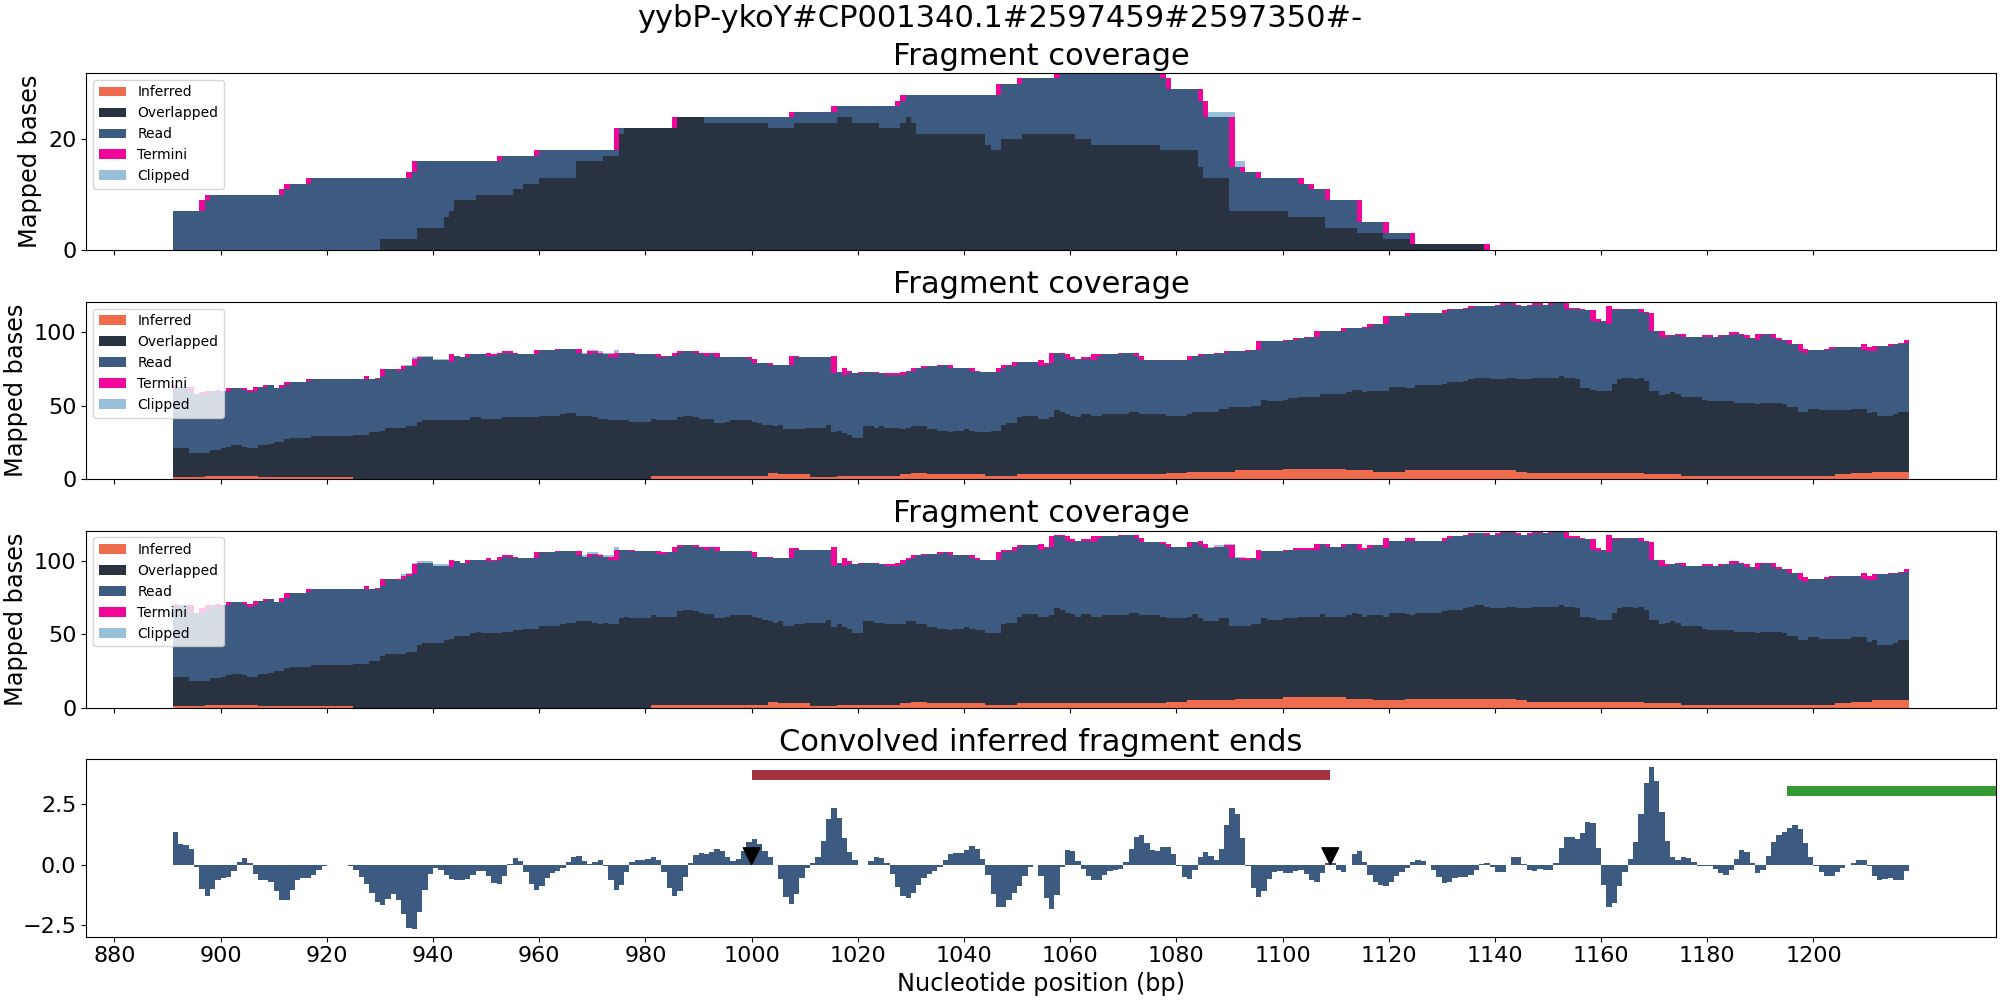 yybP-ykoY#CP001340.1#2597459#2597350#-
Fragment coverage
Mapped bases
20
0
Inferred
Overlapped
Read
Termini
Clipped
Fragment coverage
Mapped bases
100
50
0
Inferred
Overlapped
Read
Termini
Clipped
Fragment coverage
Mapped bases
100
50
0
Inferred
Overlapped
Read
Termini
Clipped
Convolved inferred fragment ends
2.5
0.0
−2.5
880 900 920 940 960 980 1000 1020 1040 1060 1080 1100 1120 1140 1160 1180 1200
Nucleotide position (bp)